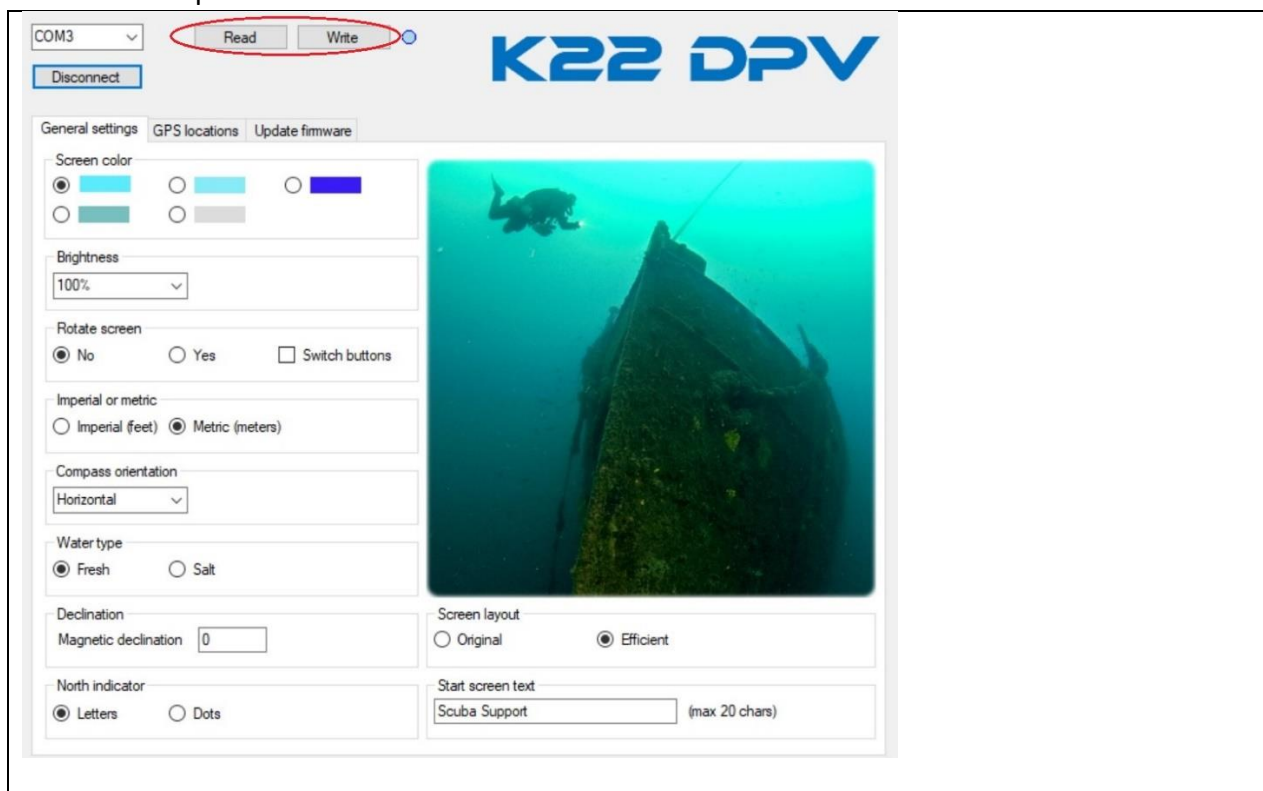 COM3
Read
Write
K22 DPV
Disconnect
General settings
GPS locations
Update firmware
Screen color
Brightness
100%
Rotate screen
No
Yes
Switch buttons
Imperial or metric
Imperial (feet)
Metric (meters)
Compass orientation
Horizontal
Water type
Fresh
Salt
Declination
Magnetic declination
0
Screen layout
Original
Efficient
North indicator
Letters
Dots
Start screen text
Scuba Support
(max 20 chars)